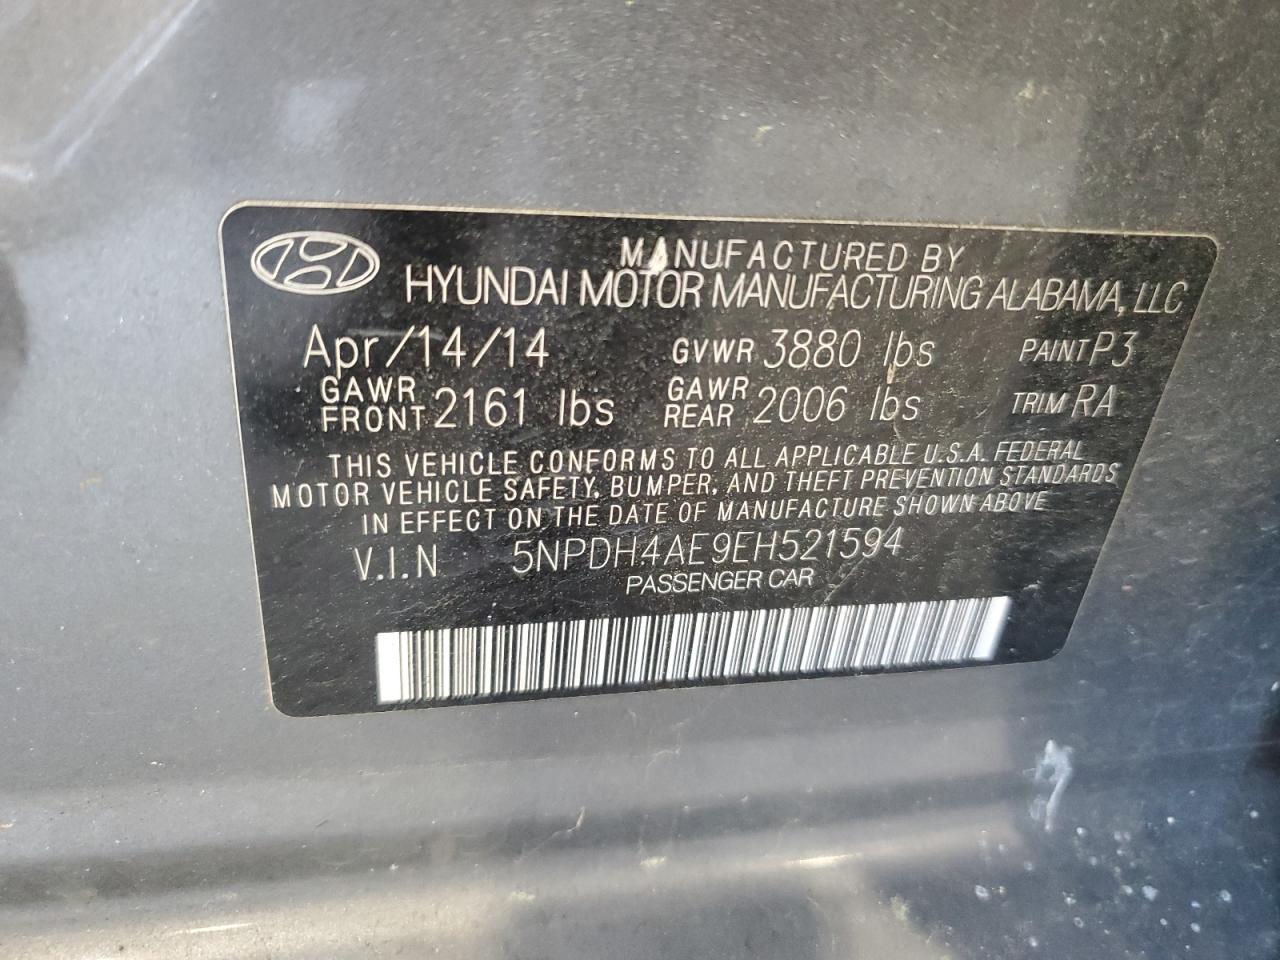 MANUFACTURED BY
HYUNDAI MOTOR MANUFACTURING ALABAMA, LLC
Apr/14/14 GVWR 3880 lbs PAINT P3
GAWR FRONT 2161 lbs GAWR REAR 2006 lbs TRIM RA
THIS VEHICLE CONFORMS TO ALL APPLICABLE U.S.A. FEDERAL
MOTOR VEHICLE SAFETY, BUMPER, AND THEFT PREVENTION STANDARDS
IN EFFECT ON THE DATE OF MANUFACTURE SHOWN ABOVE
V.I.N 5NPDH4AE9EH521594
PASSENGER CAR